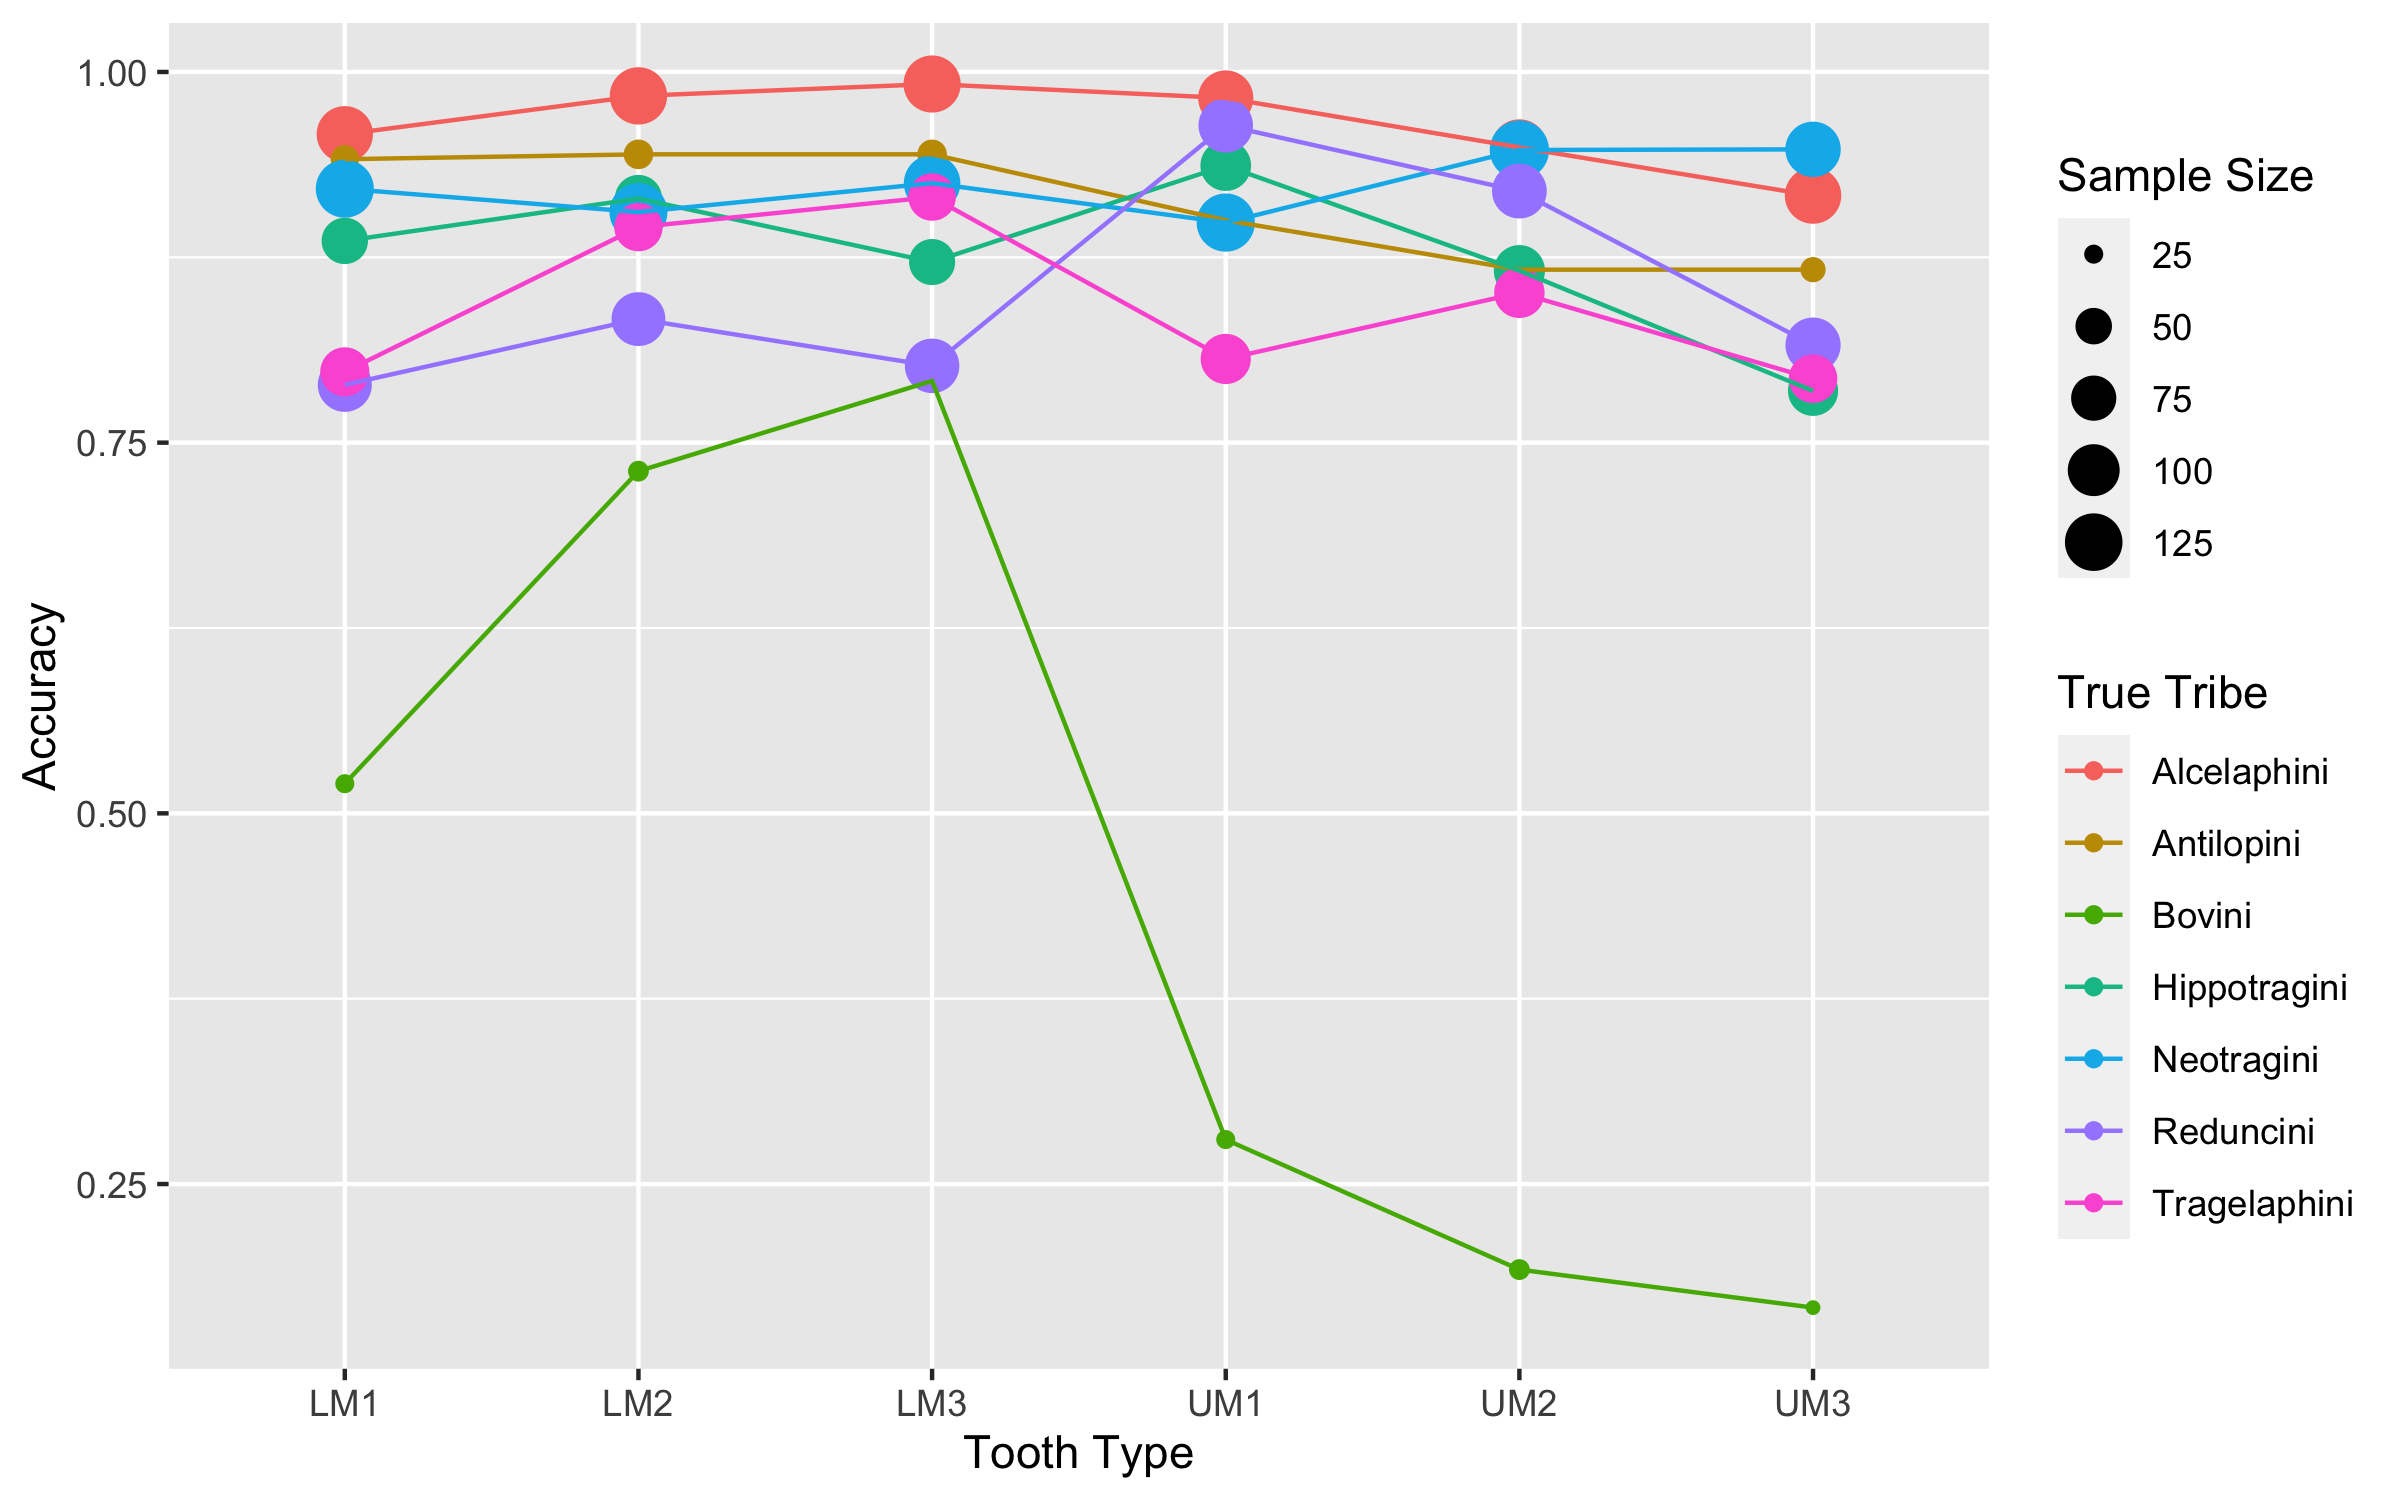 1.00
0.75
0.50
0.25
Accuracy
LM1
LM2
LM3
UM1
UM2
UM3
Tooth Type
Sample Size
25
50
75
100
125
True Tribe
Alcelaphini
Antilopini
Bovini
Hippotragini
Neotragini
Reduncini
Tragelaphini